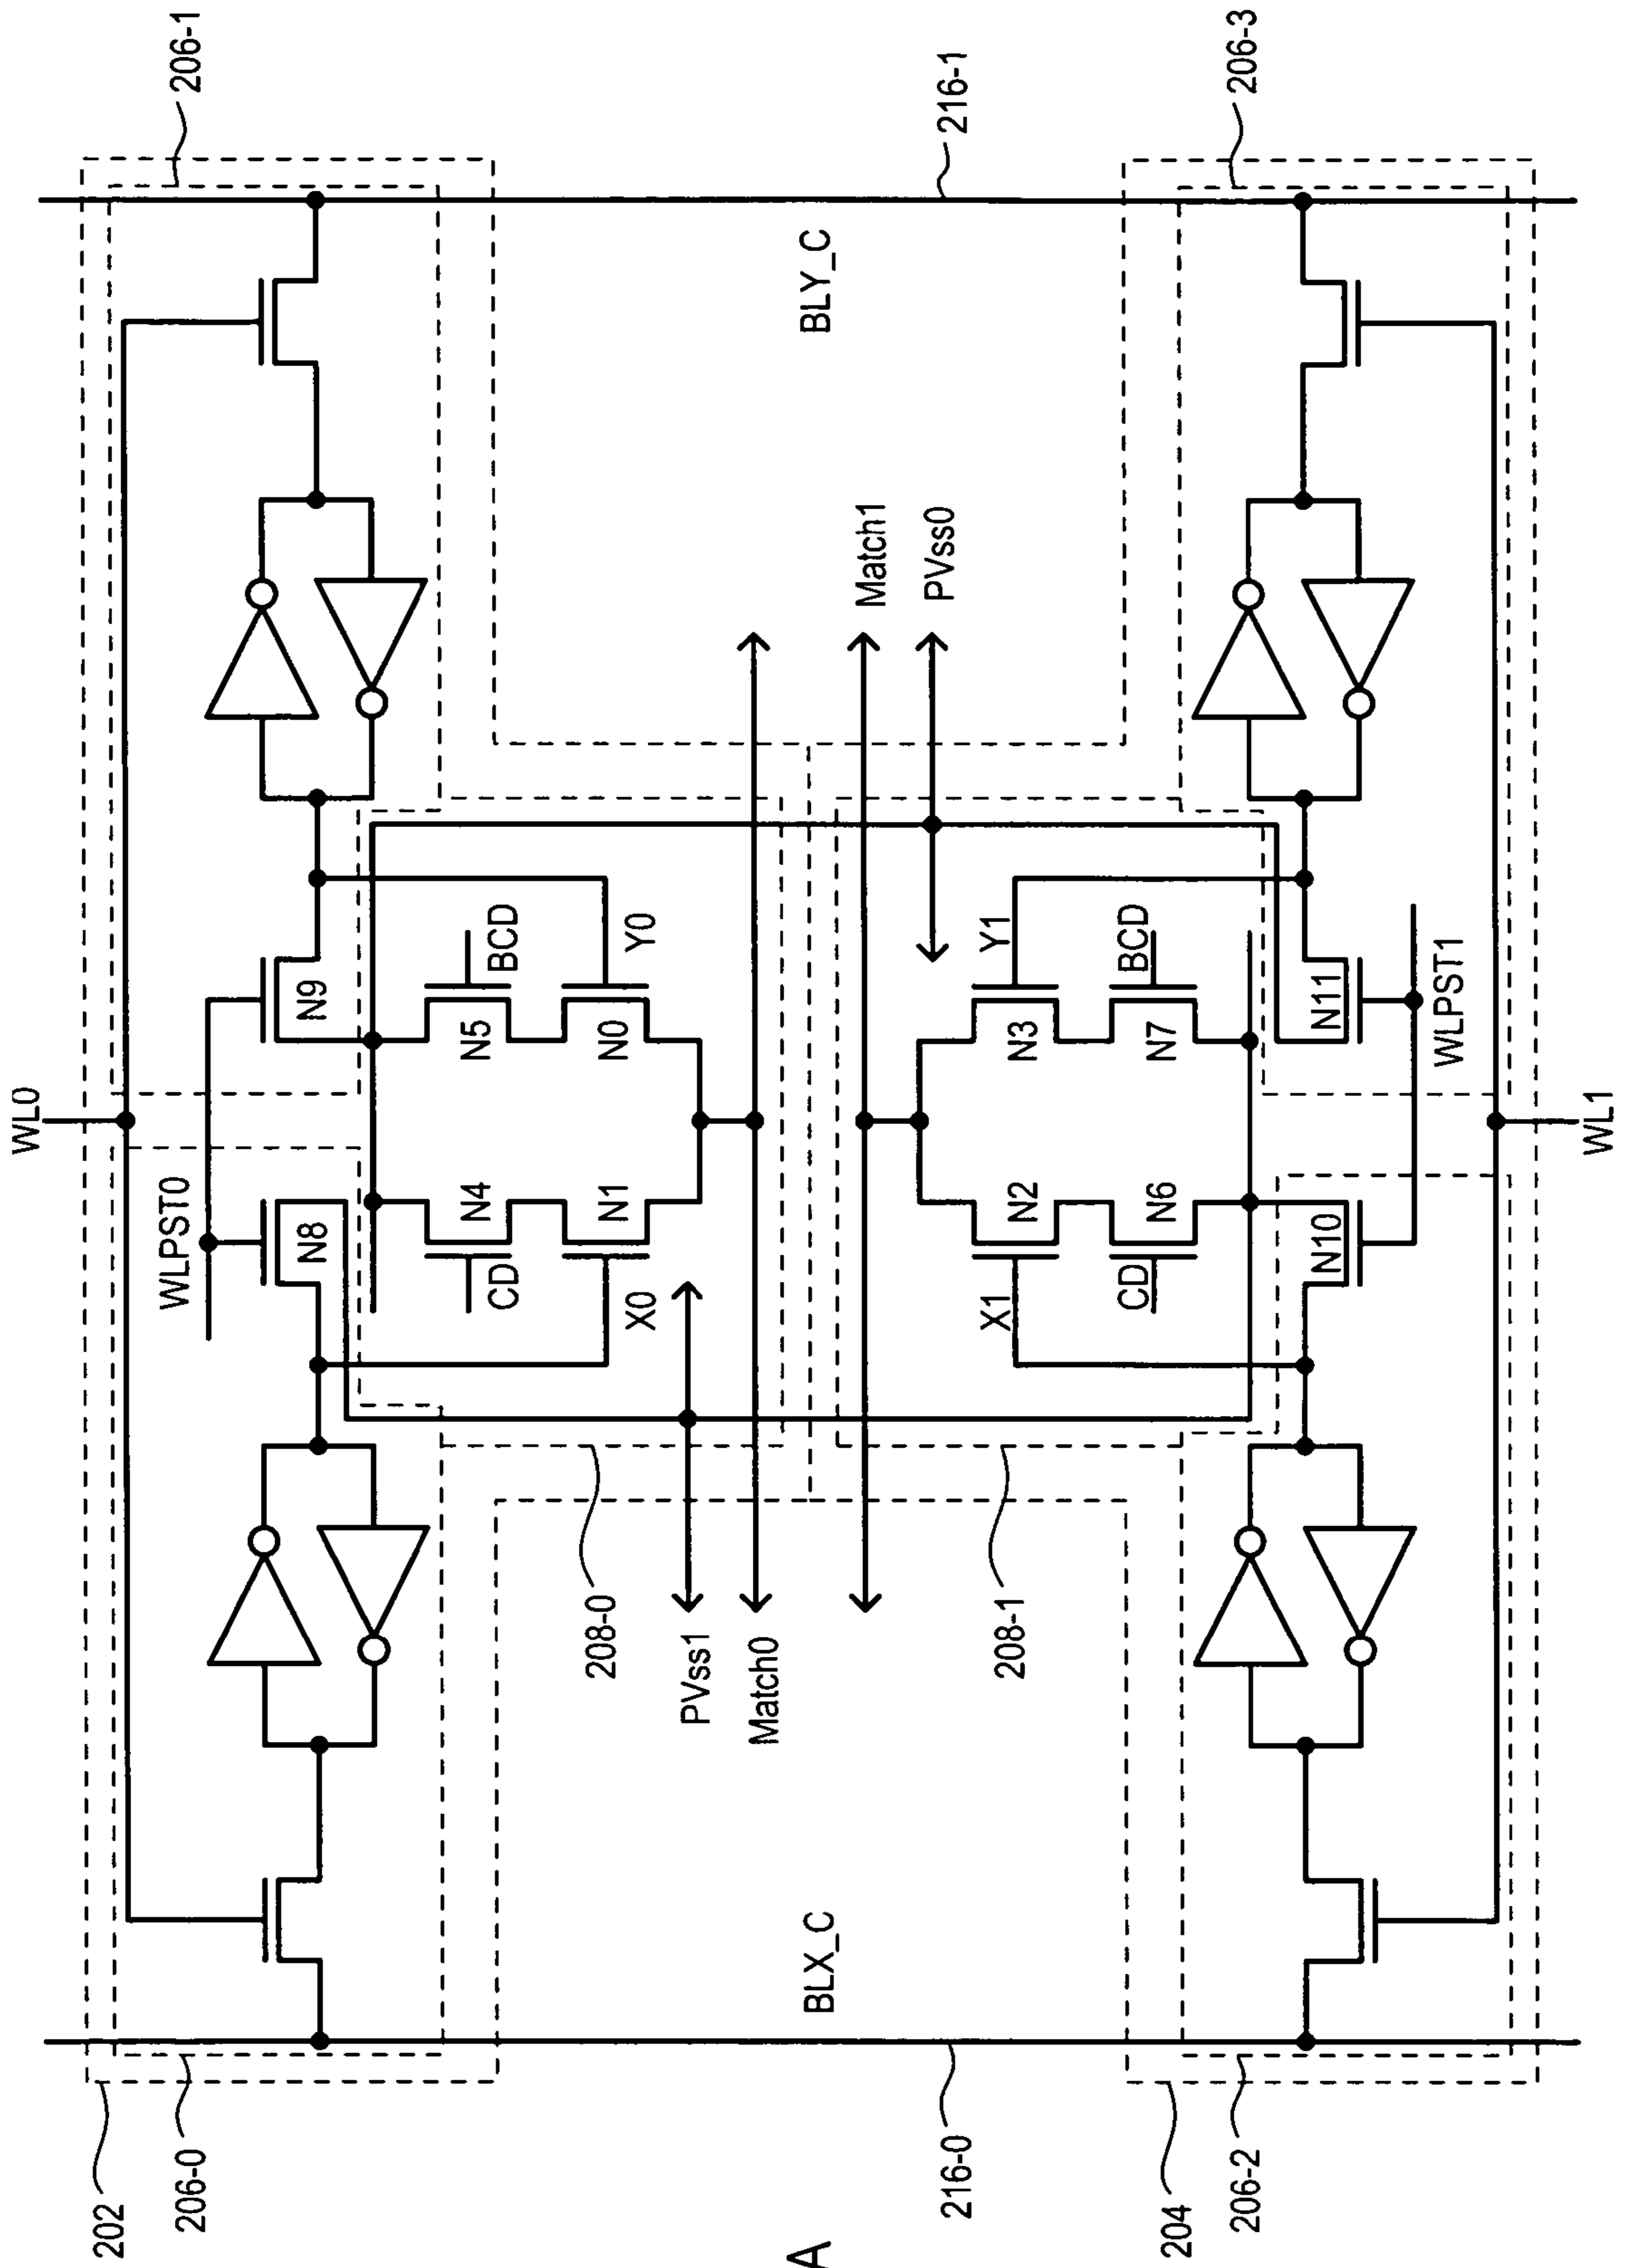 202
206-0
206-1
WL0
WLPST0
N8
N9
N4
CD
N1
X0
N5
BCD
N0
Y0
208-0
PVss1
Match0
Match1
PVss0
BLX_C
BLY_C
216-0
216-1
208-1
X1
N2
CD
N6
Y1
N3
BCD
N7
N10
N11
WLPST1
WL1
204
206-2
206-3
A